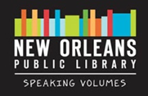 NEW ORLEANS
PUBLIC LIBRARY
SPEAKING VOLUMES